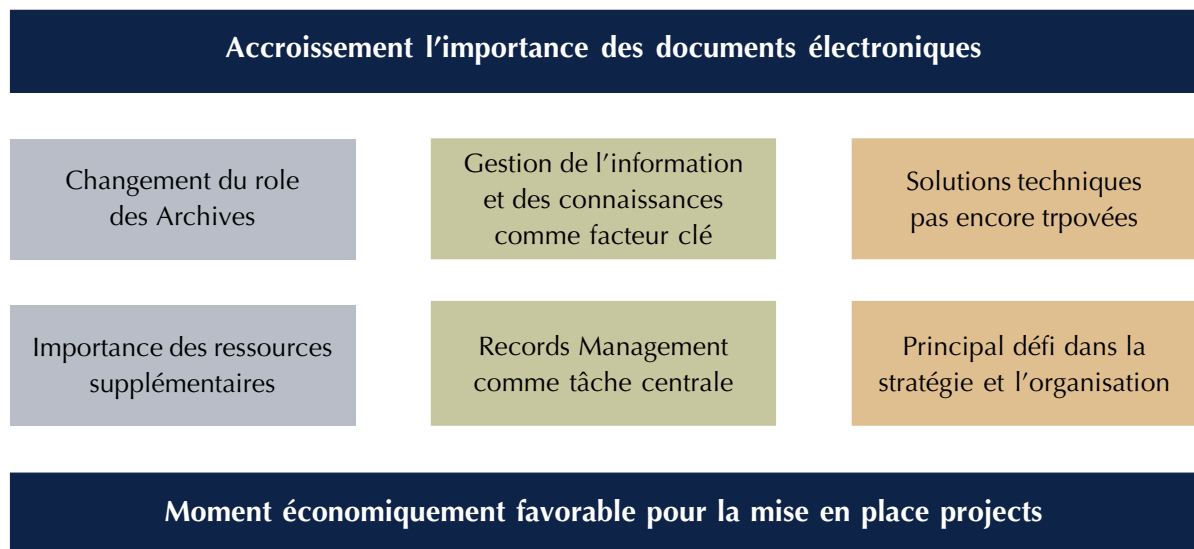 Accroissement l’importance des documents électroniques
Changement du role
des Archives
Gestion de l’information
et des connaissances
comme facteur clé
Solutions techniques
pas encore trpovées
Importance des ressources
supplémentaires
Records Management
comme tâche centrale
Principal défi dans la
stratégie et l’organisation
Moment économiquement favorable pour la mise en place projects